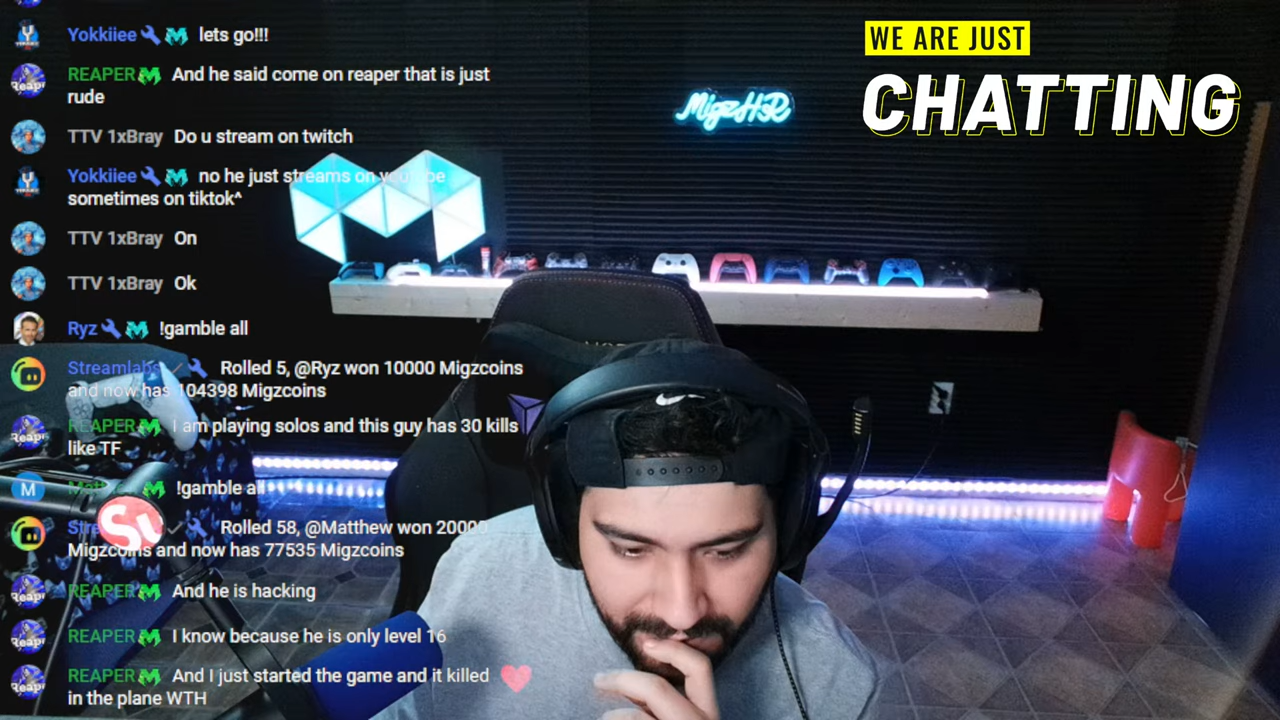 Yokkiiee lets go!!!
REAPER And he said come on reaper that is just
rude
TTV 1xBray Do u stream on twitch
Yokkiiee no he just streams on youtube
sometimes on tiktok^
TTV 1xBray On
TTV 1xBray Ok
Ryz !gamble all
Streamlabs Rolled 5, @Ryz won 10000 Migzcoins
and now has 104398 Migzcoins
REAPER I am playing solos and this guy has 30 kills
like TF
!gamble all
Rolled 58, @Matthew won 20000
Migzcoins and now has 77535 Migzcoins
REAPER And he is hacking
REAPER I know because he is only level 16
REAPER And I just started the game and it killed
in the plane WTH
WE ARE JUST
CHATTING
MigzH3R